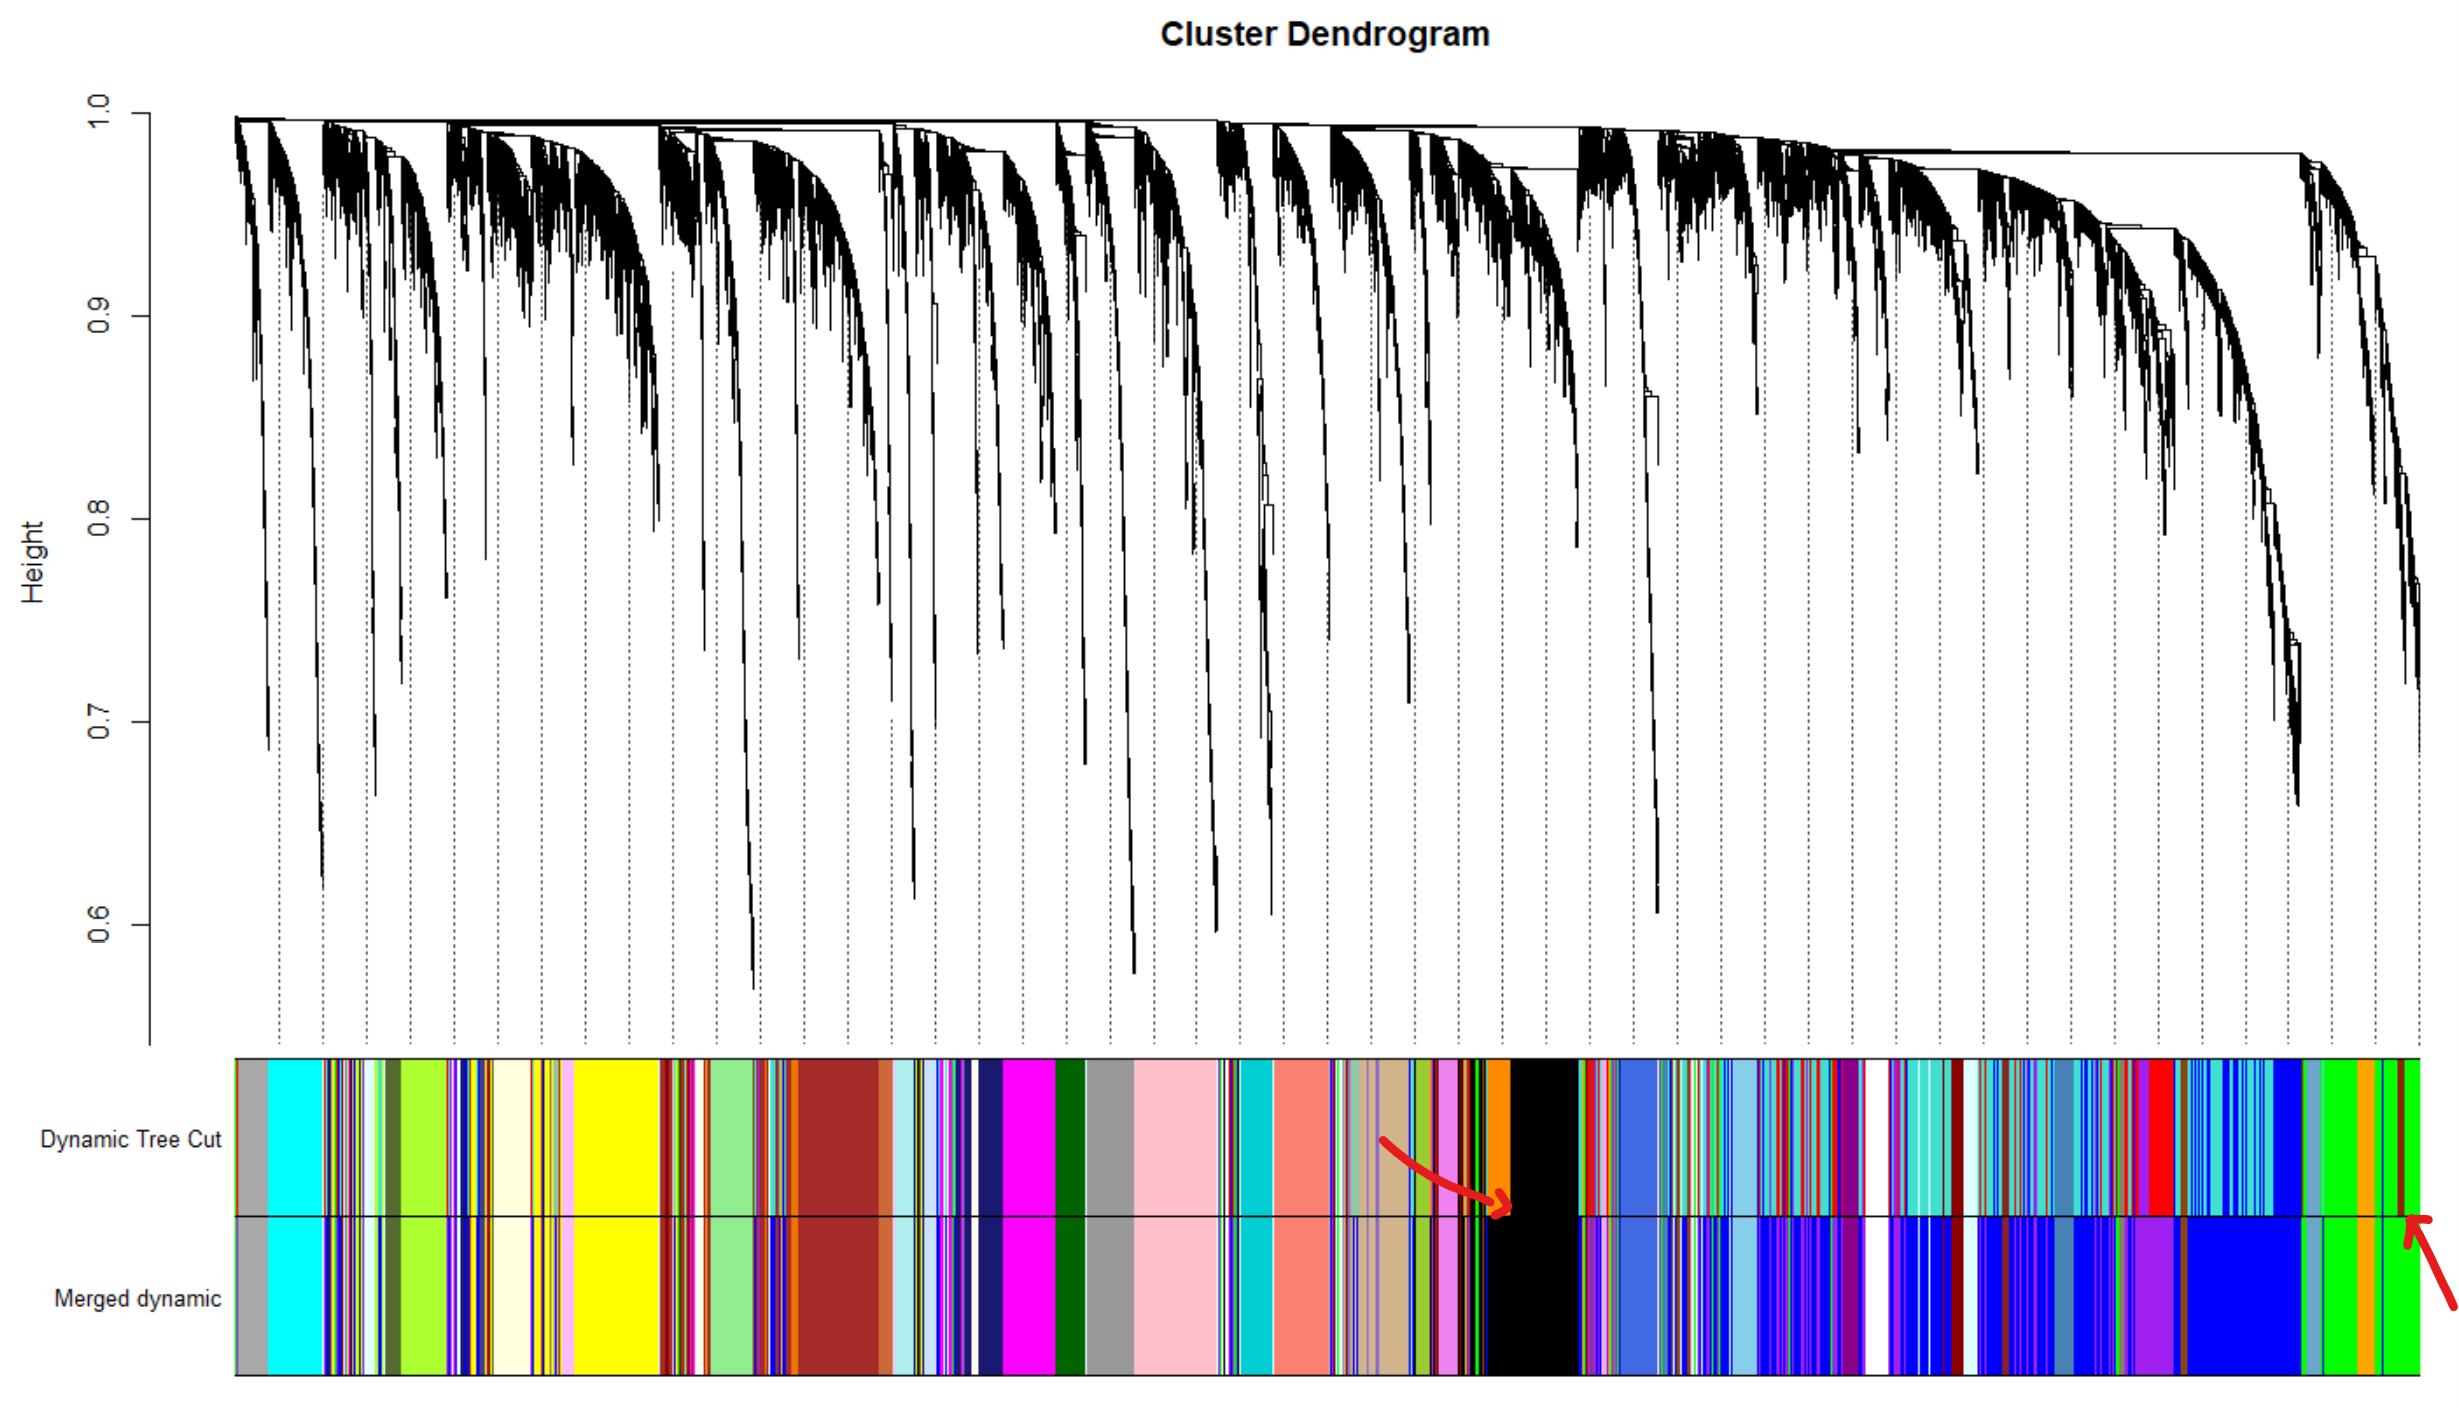 Cluster Dendrogram
Height
1.0
0.9
0.8
0.7
0.6
Dynamic Tree Cut
Merged dynamic